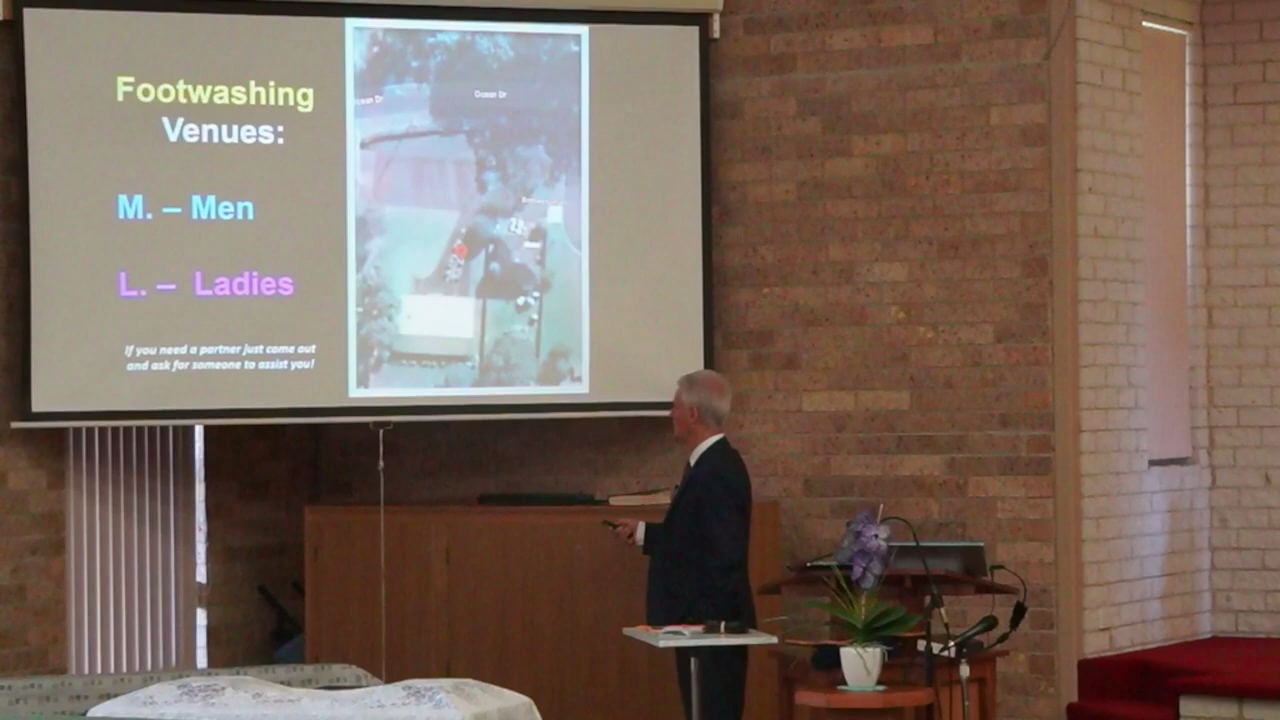 Footwashing
Venues:
M. – Men
L. – Ladies
If you need a partner just come out
and ask for someone to assist you!
Ocean Dr